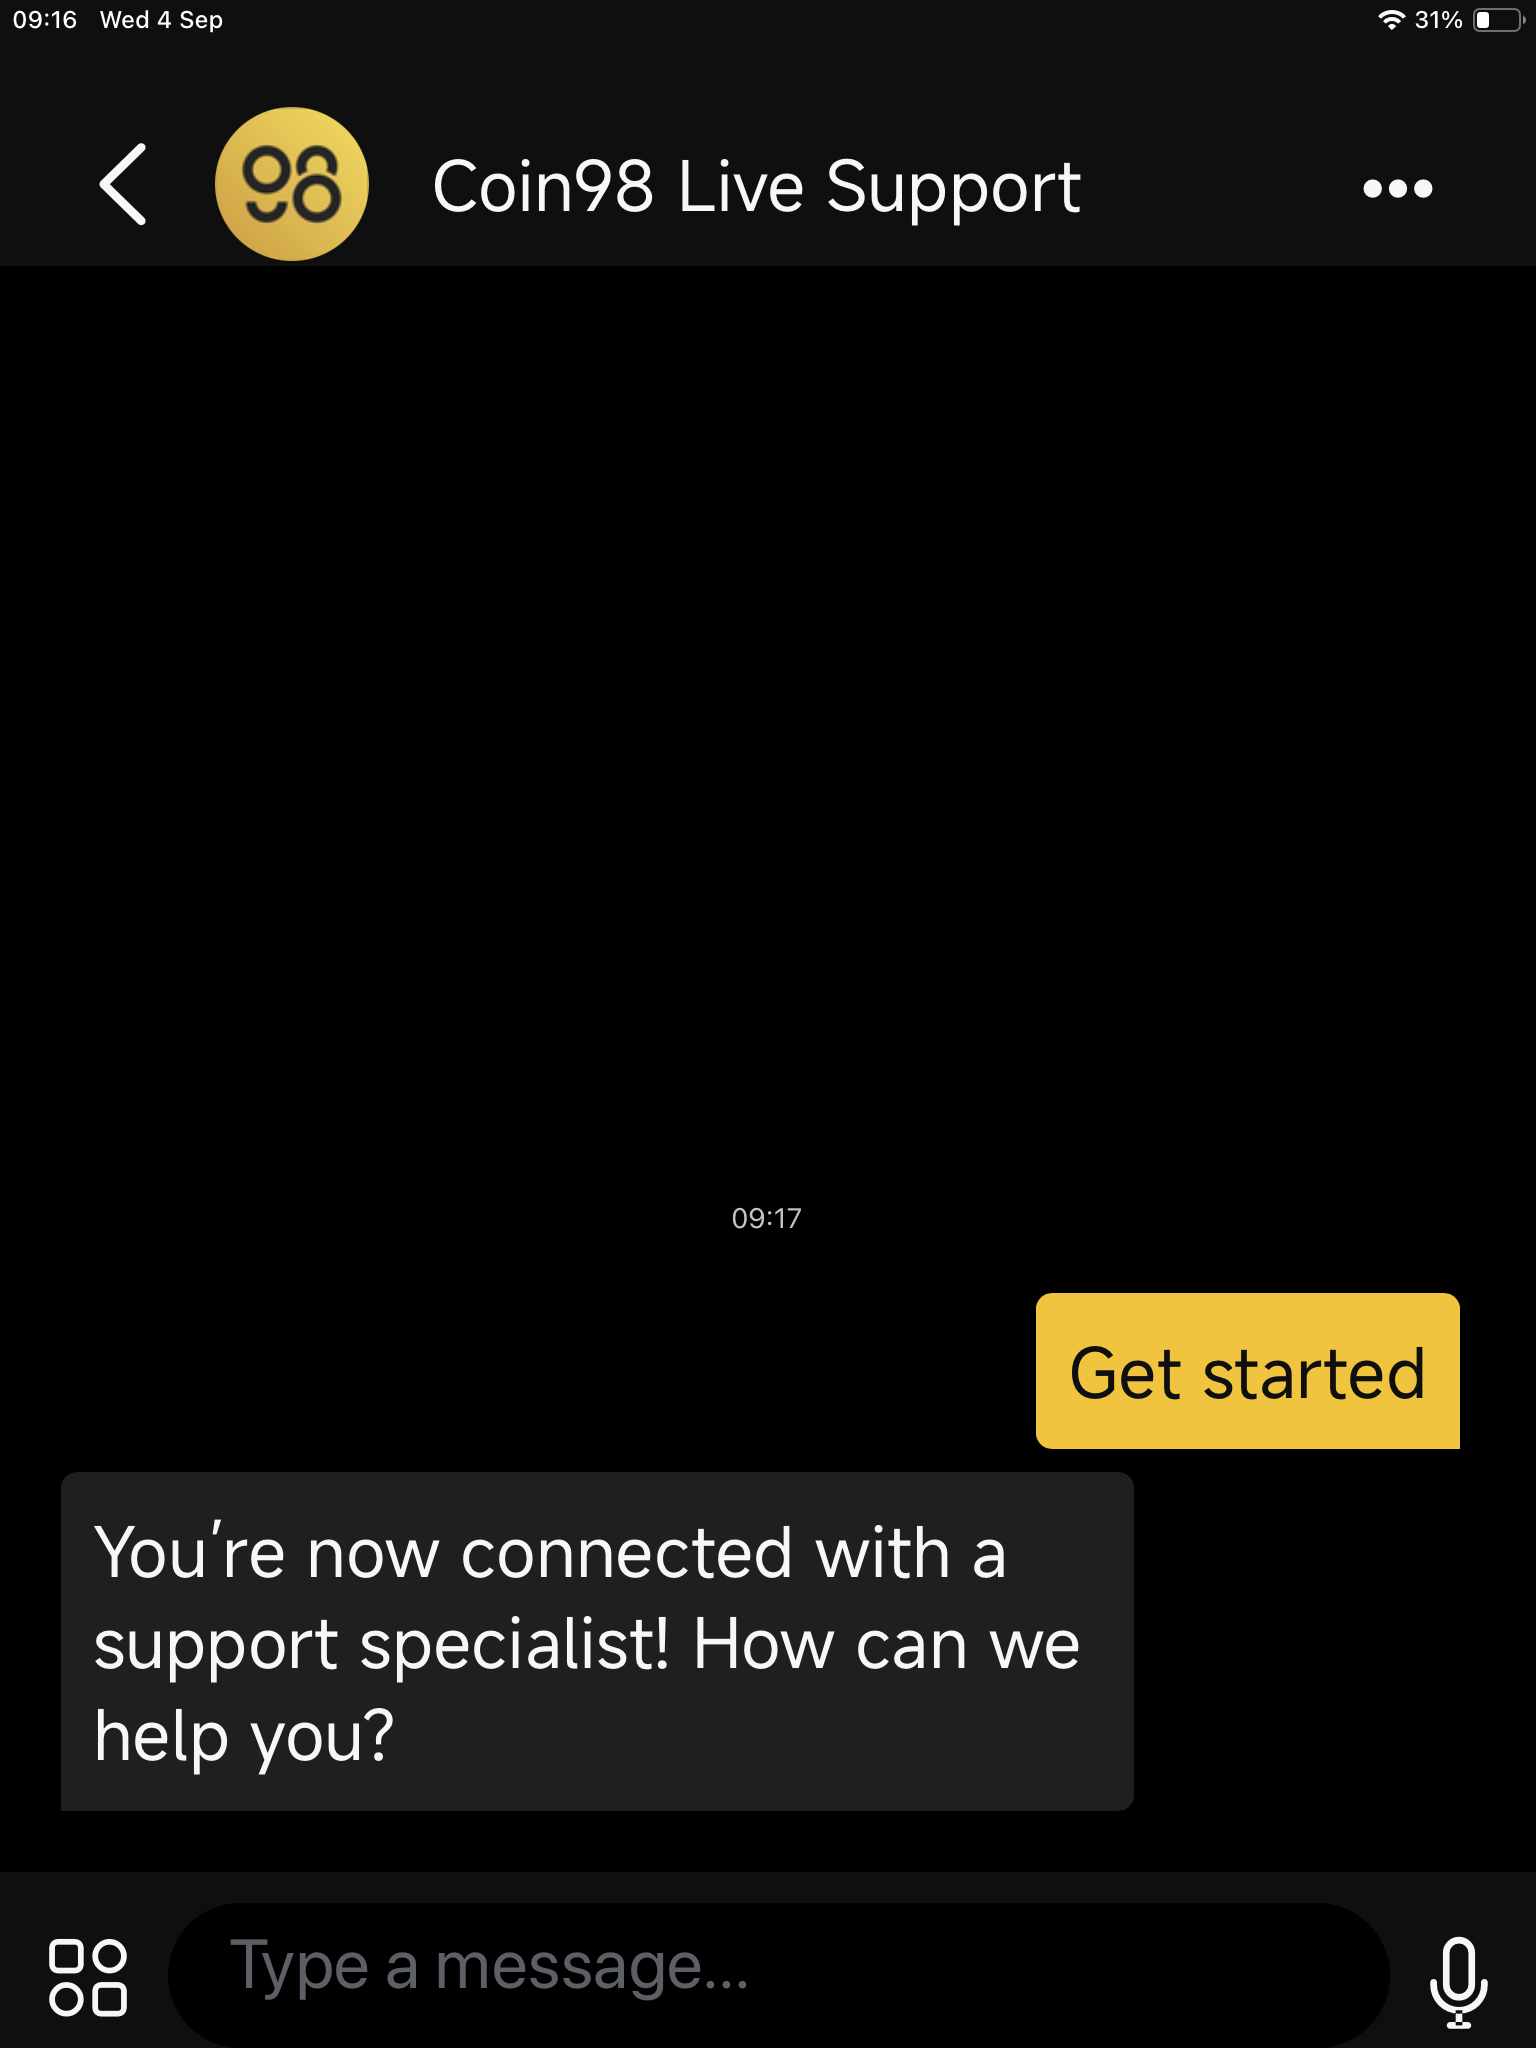 09:16 Wed 4 Sep 31%
98
Coin98 Live Support
09:17
Get started
You're now connected with a
support specialist! How can we
help you?
Type a message...